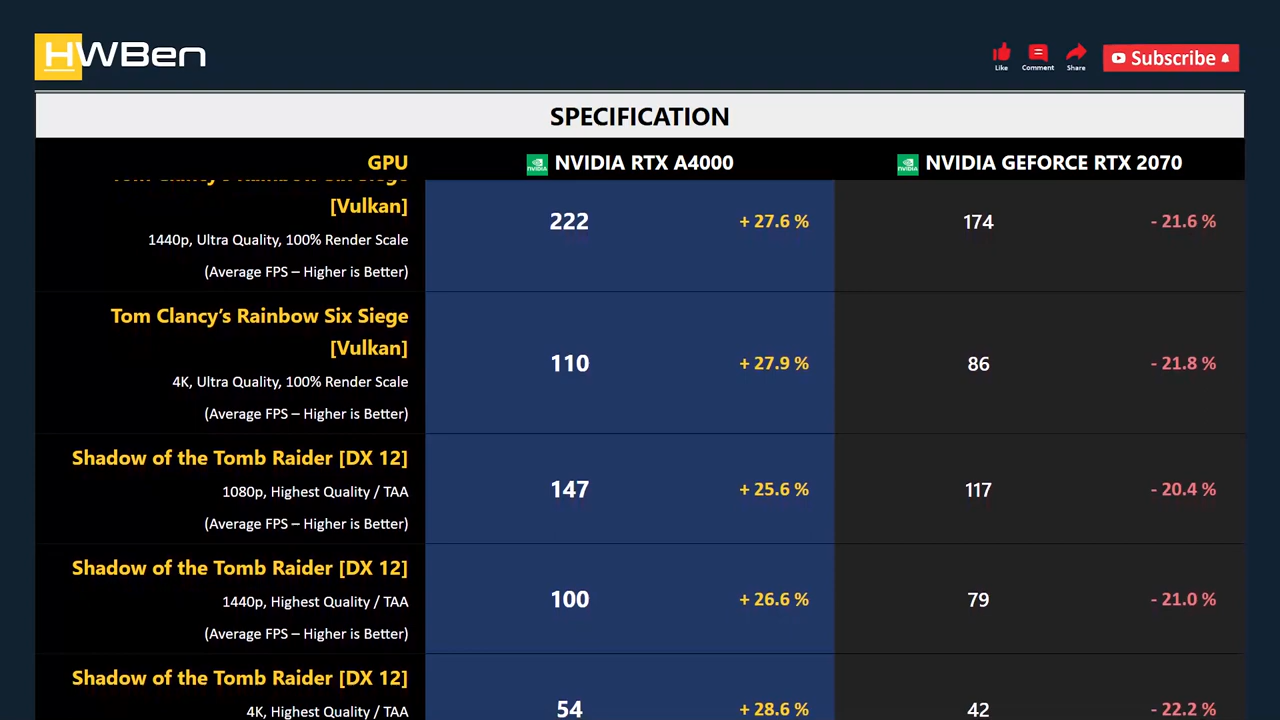 HWBen
Like Comment Share Subscribe
SPECIFICATION
GPU NVIDIA RTX A4000 NVIDIA GEFORCE RTX 2070
Tom Clancy's Rainbow Six Siege
[Vulkan] 222 + 27.6 % 174 - 21.6 %
1440p, Ultra Quality, 100% Render Scale
(Average FPS – Higher is Better)
Tom Clancy’s Rainbow Six Siege
[Vulkan] 110 + 27.9 % 86 - 21.8 %
4K, Ultra Quality, 100% Render Scale
(Average FPS – Higher is Better)
Shadow of the Tomb Raider [DX 12]
1080p, Highest Quality / TAA 147 + 25.6 % 117 - 20.4 %
(Average FPS – Higher is Better)
Shadow of the Tomb Raider [DX 12]
1440p, Highest Quality / TAA 100 + 26.6 % 79 - 21.0 %
(Average FPS – Higher is Better)
Shadow of the Tomb Raider [DX 12]
4K, Highest Quality / TAA 54 + 28.6 % 42 - 22.2 %